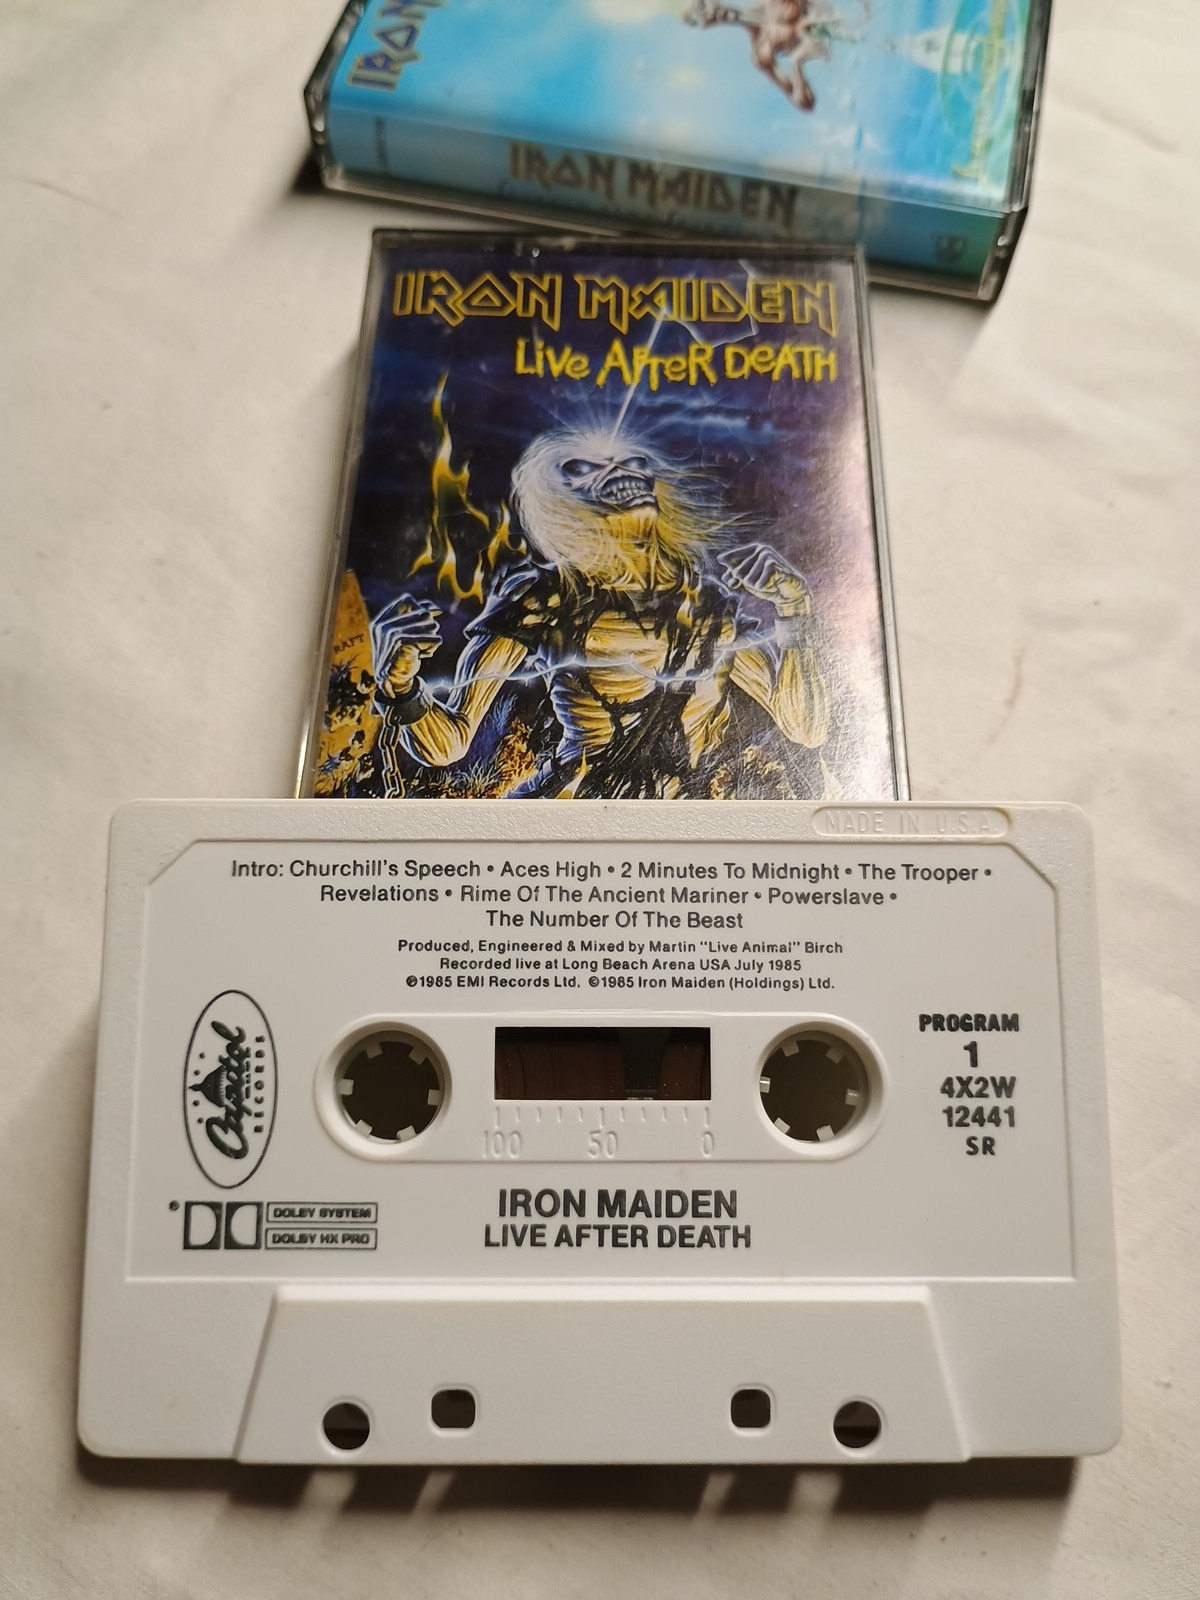 IRON
IRON MAIDEN
IRON MAIDEN
Live AfTeR DeATH
RAFT
MADE IN U.S.A.
Intro: Churchill's Speech • Aces High • 2 Minutes To Midnight • The Trooper •
Revelations • Rime Of The Ancient Mariner • Powerslave •
The Number Of The Beast
Produced, Engineered & Mixed by Martin "Live Animal" Birch
Recorded live at Long Beach Arena USA July 1985
℗1985 EMI Records Ltd. ©1985 Iron Maiden (Holdings) Ltd.
Capitol
RECORDS
PROGRAM
1
4X2W
12441
SR
100 50 0
® DOLBY SYSTEM
DOLBY HX PRO
IRON MAIDEN
LIVE AFTER DEATH